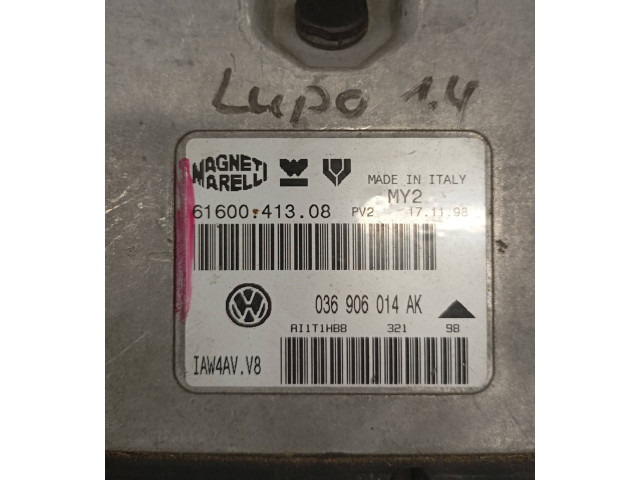 Lupo 1.4
MAGNETI MARELLI
MADE IN ITALY
MY2
61600.413.08 PV2 17.11.98
VW 036 906 014 AK
AI1T1HB8 321 98
IAW4AV.V8